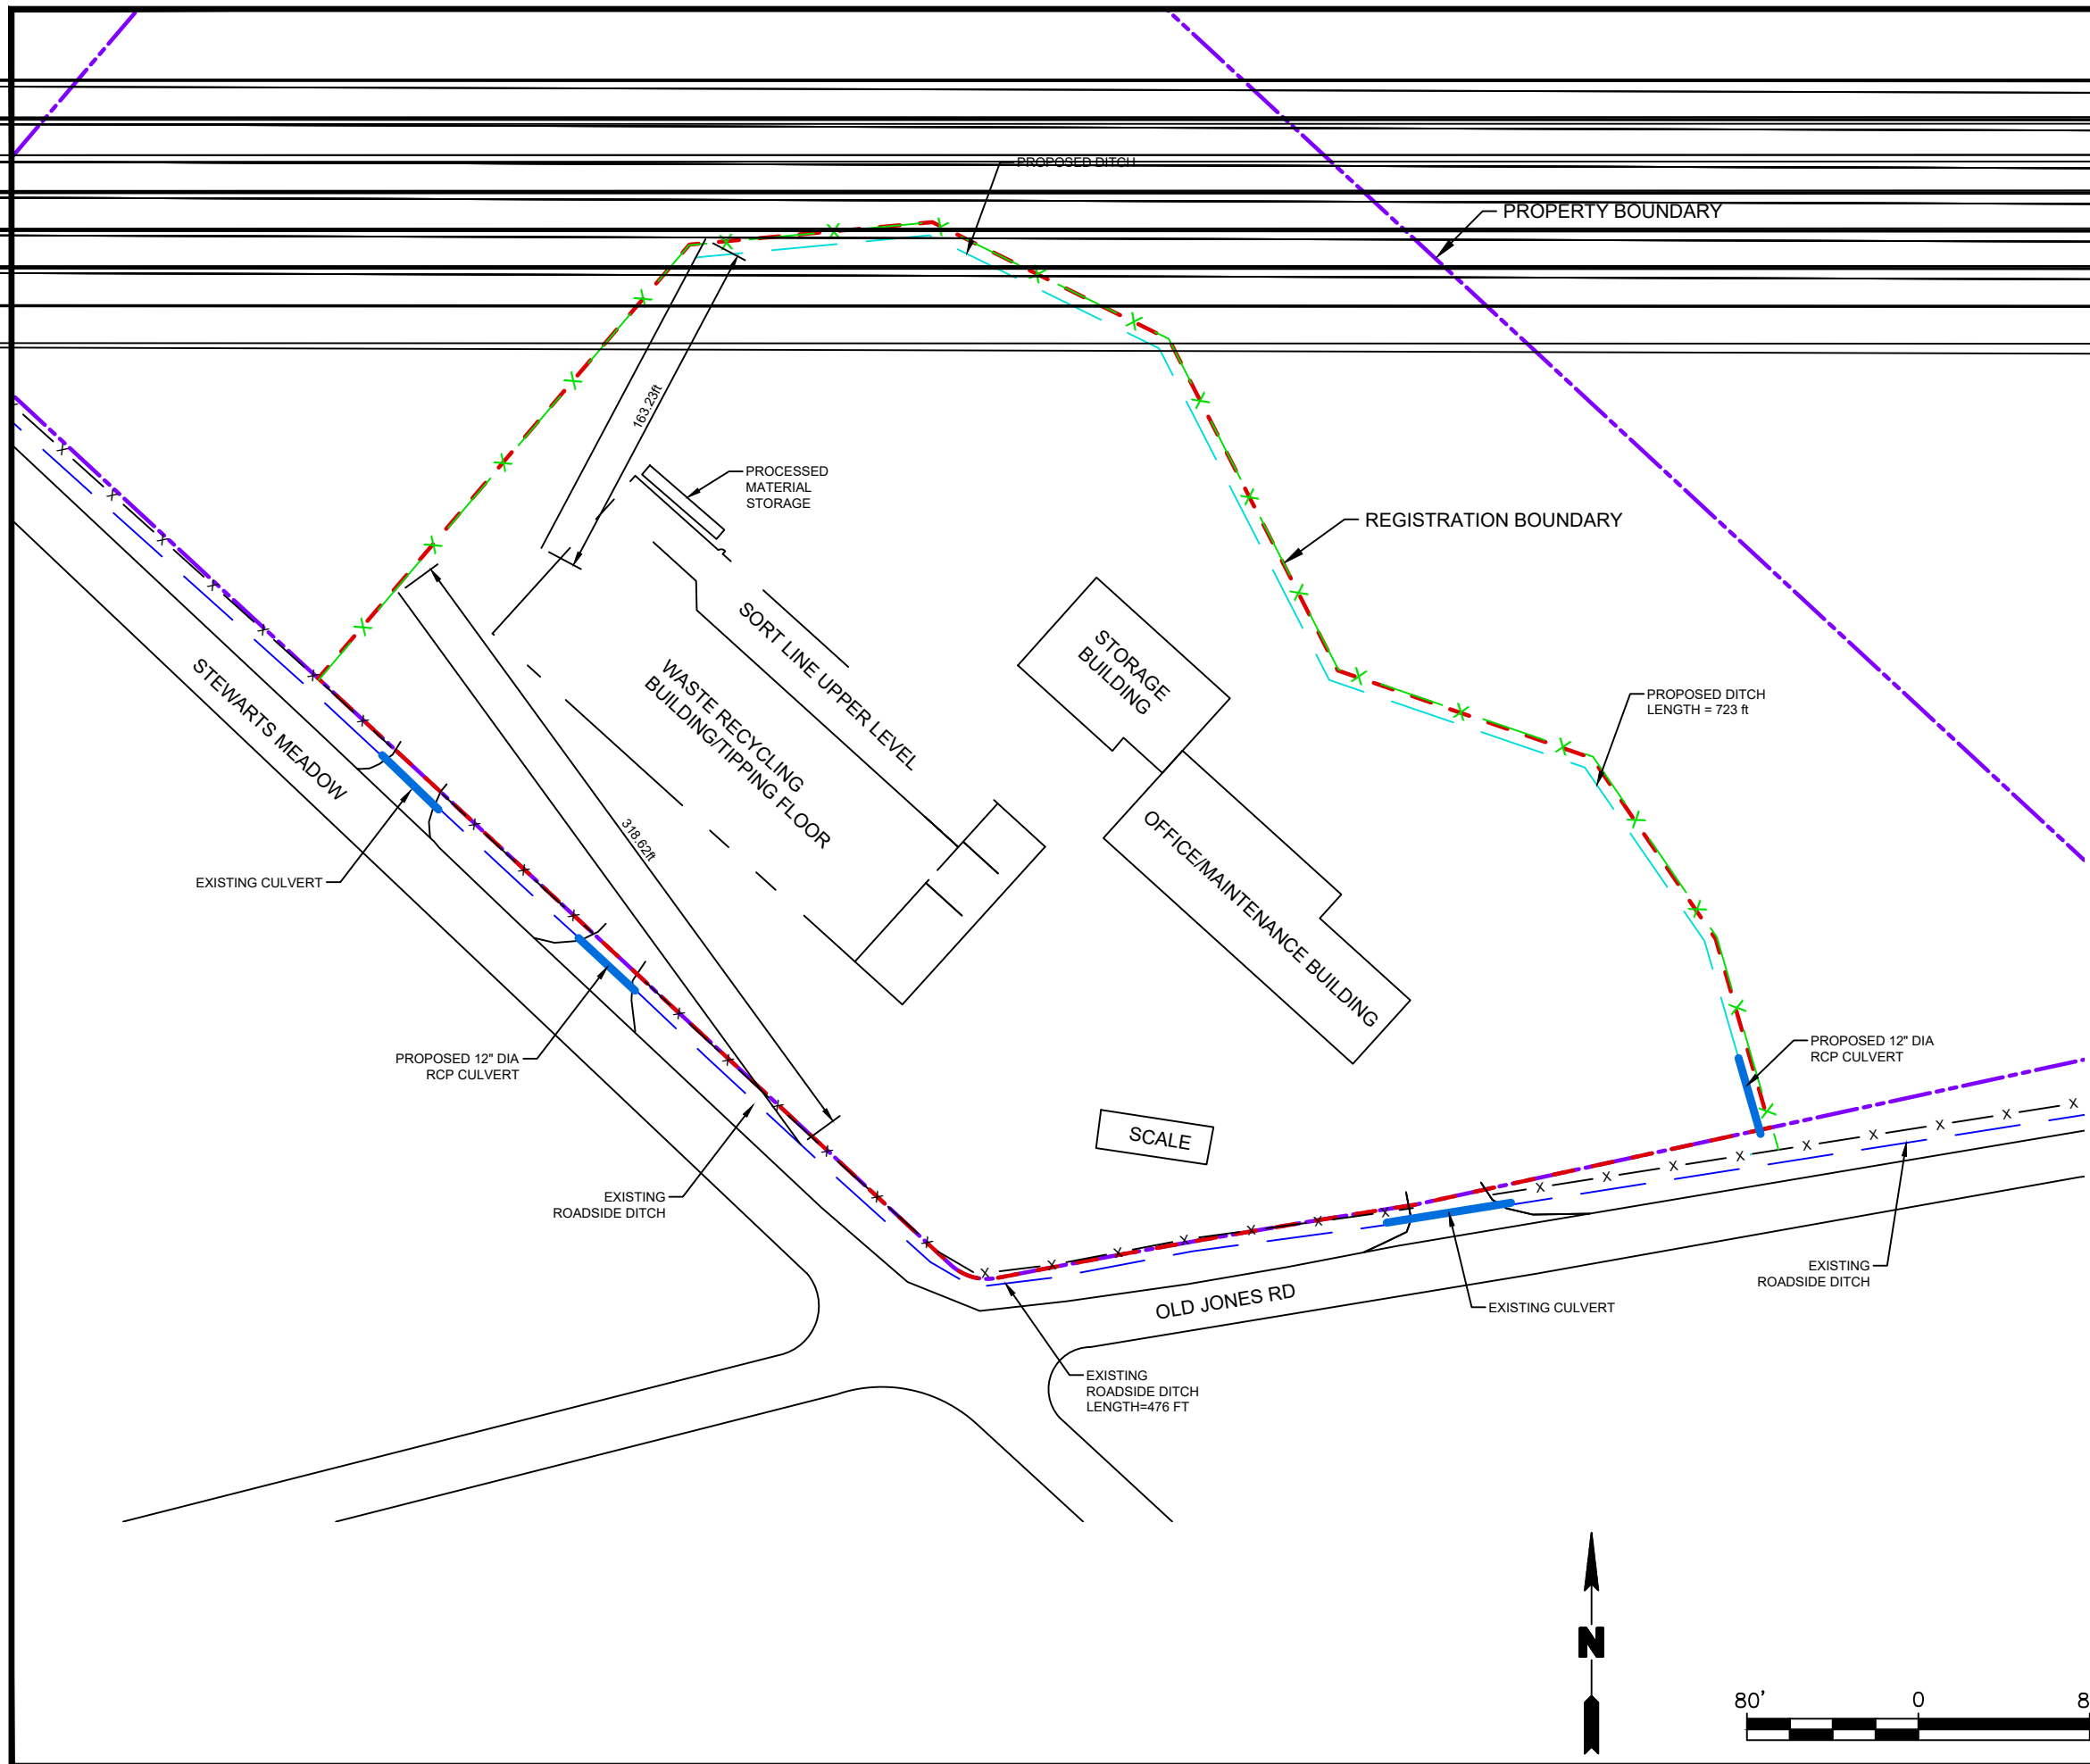 PROPOSED DITCH
PROPERTY BOUNDARY
163.23ft
PROCESSED
MATERIAL
STORAGE
REGISTRATION BOUNDARY
SORT LINE UPPER LEVEL
STORAGE
BUILDING
WASTE RECYCLING
BUILDING/TIPPING FLOOR
STEWARTS MEADOW
PROPOSED DITCH
LENGTH = 723 ft
318.62ft
OFFICE/MAINTENANCE BUILDING
EXISTING CULVERT
PROPOSED 12" DIA
RCP CULVERT
PROPOSED 12" DIA
RCP CULVERT
SCALE
EXISTING
ROADSIDE DITCH
EXISTING
ROADSIDE DITCH
OLD JONES RD
EXISTING CULVERT
EXISTING
ROADSIDE DITCH
LENGTH=476 FT
N
80' 0 8